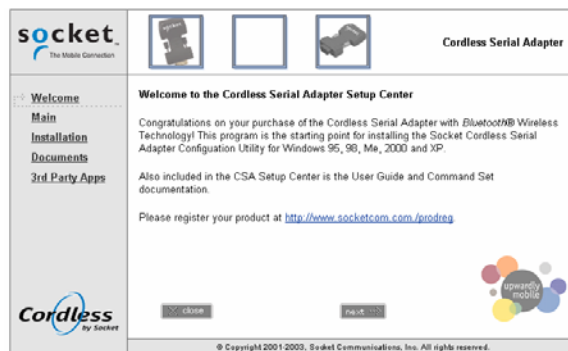 socket
The Mobile Connection
Cordless Serial Adapter
Welcome
Main
Installation
Documents
3rd Party Apps
Welcome to the Cordless Serial Adapter Setup Center
Congratulations on your purchase of the Cordless Serial Adapter with Bluetooth® Wireless
Technology! This program is the starting point for installing the Socket Cordless Serial
Adapter Configuation Utility for Windows 95, 98, Me, 2000 and XP.
Also included in the CSA Setup Center is the User Guide and Command Set
documentation.
Please register your product at http://www.socketcom.com./prodreg.
close
next
upwardly
mobile
Cordless
by Socket
© Copyright 2001-2003, Socket Communications, Inc. All rights reserved.